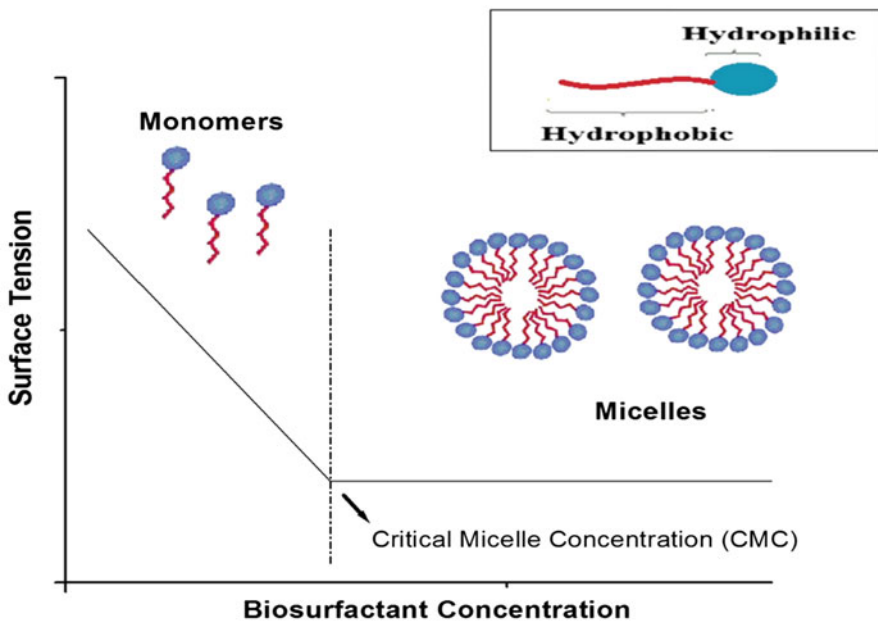 Hydrophilic
Hydrophobic
Monomers
Micelles
Critical Micelle Concentration (CMC)
Surface Tension
Biosurfactant Concentration